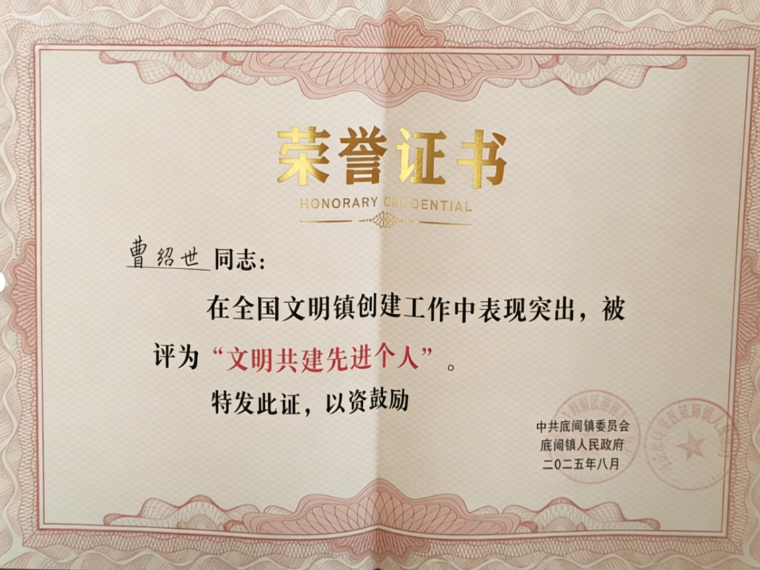 荣誉证书
HONORARY CRUDENTIAL
曹绍世同志：
在全国文明镇创建工作中表现突出，被
评为“文明共建先进个人”。
特发此证，以资鼓励
中共底阁镇委员会
底阁镇人民政府
二〇二五年八月